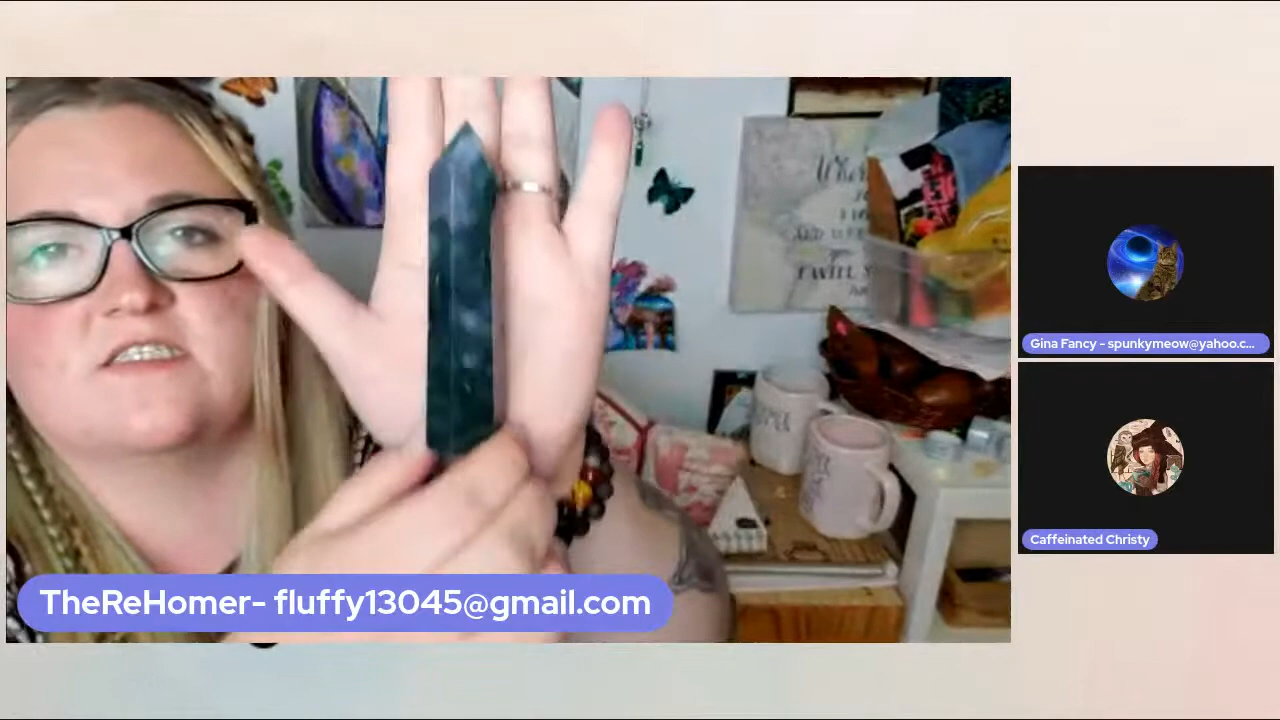 TheReHomer- fluffy13045@gmail.com
Gina Fancy - spunkymeow@yahoo.c...
Caffeinated Christy